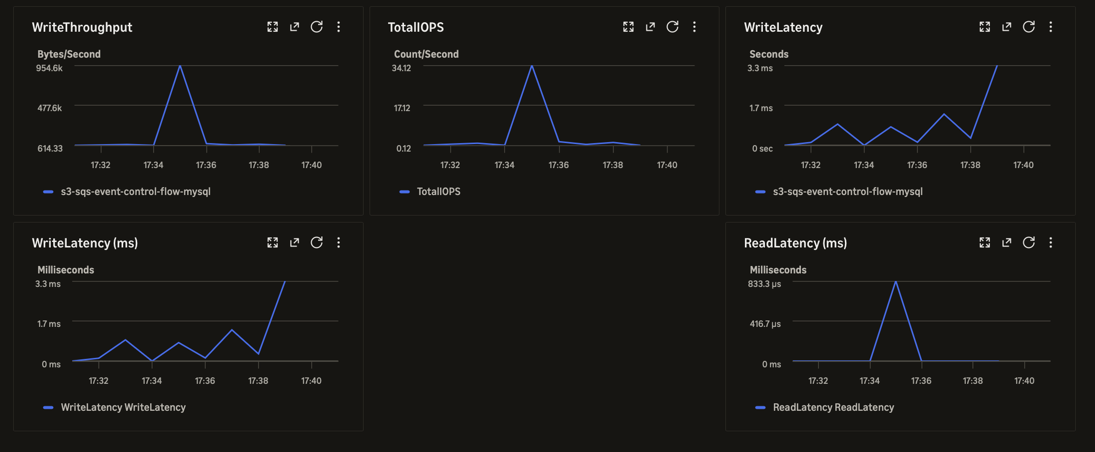 WriteThroughput
Bytes/Second
954.6k
477.6k
614.33
17:32 17:34 17:36 17:38 17:40
s3-sqs-event-control-flow-mysql
TotalIOPS
Count/Second
34.12
17.12
0.12
17:32 17:34 17:36 17:38 17:40
TotalIOPS
WriteLatency
Seconds
3.3 ms
1.7 ms
0 sec
17:32 17:34 17:36 17:38 17:40
s3-sqs-event-control-flow-mysql
WriteLatency (ms)
Milliseconds
3.3 ms
1.7 ms
0 ms
17:32 17:34 17:36 17:38 17:40
WriteLatency WriteLatency
ReadLatency (ms)
Milliseconds
833.3 µs
416.7 µs
0 ms
17:32 17:34 17:36 17:38 17:40
ReadLatency ReadLatency